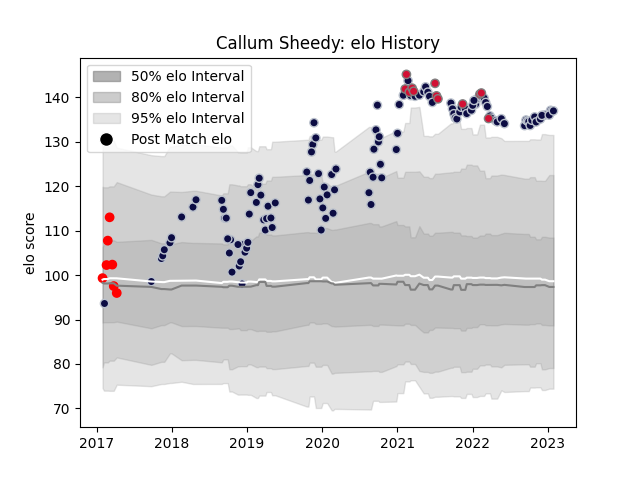 Callum Sheedy: elo History
50% elo Interval
80% elo Interval
95% elo Interval
Post Match elo
elo score
140
130
120
110
100
90
80
70
2017
2018
2019
2020
2021
2022
2023